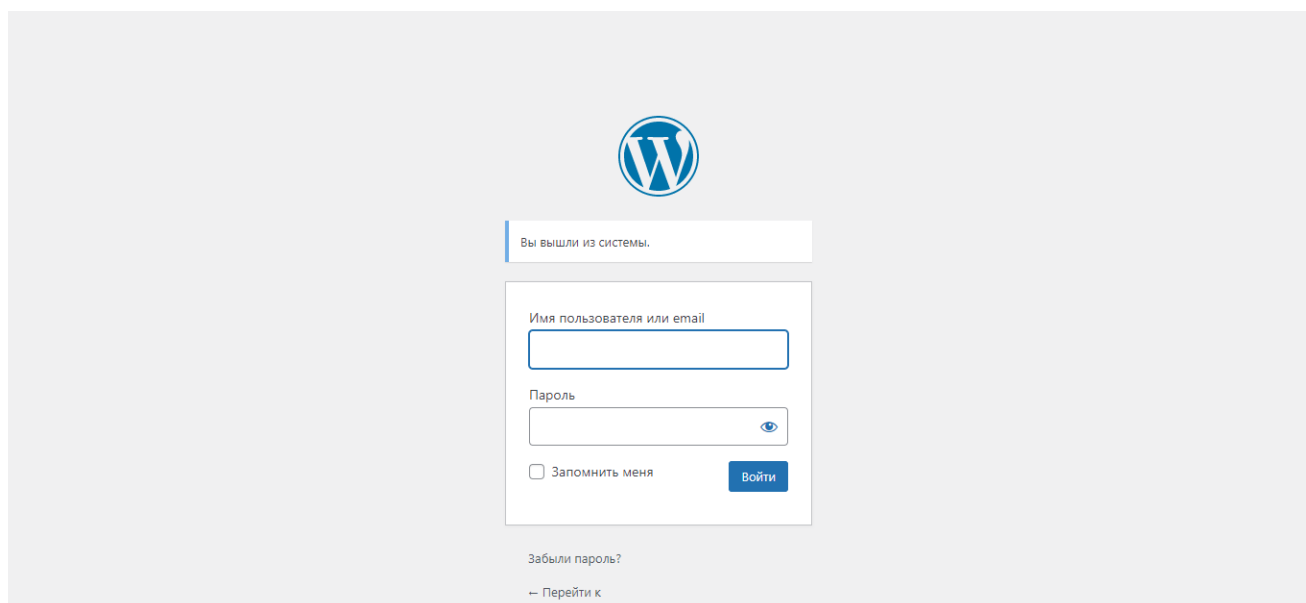 Вы вышли из системы.
Имя пользователя или email
Пароль
Запомнить меня
Войти
Забыли пароль?
← Перейти к